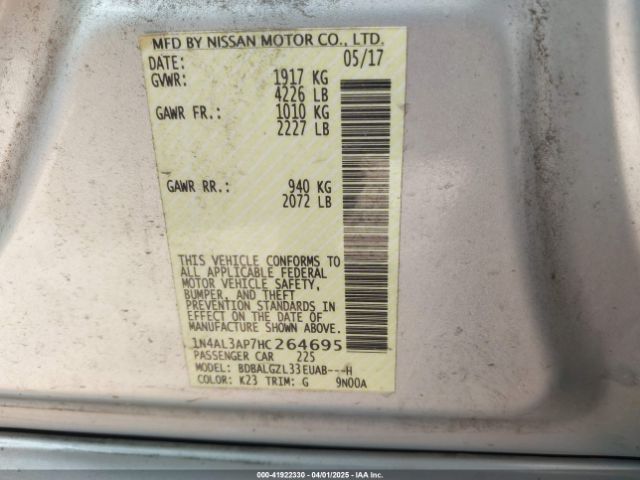 MFD BY NISSAN MOTOR CO., LTD.
DATE: 05/17
GVWR: 1917 KG
4226 LB
GAWR FR.: 1010 KG
2227 LB
GAWR RR.: 940 KG
2072 LB
THIS VEHICLE CONFORMS TO
ALL APPLICABLE FEDERAL
MOTOR VEHICLE SAFETY,
BUMPER, AND THEFT
PREVENTION STANDARDS IN
EFFECT ON THE DATE OF
MANUFACTURE SHOWN ABOVE.
1N4AL3AP7HC264695
PASSENGER CAR 225
MODEL: BDBALGZL33EUAB---H
COLOR: K23 TRIM: G 9N00A
000-41922330 - 04/01/2025 - IAA Inc.